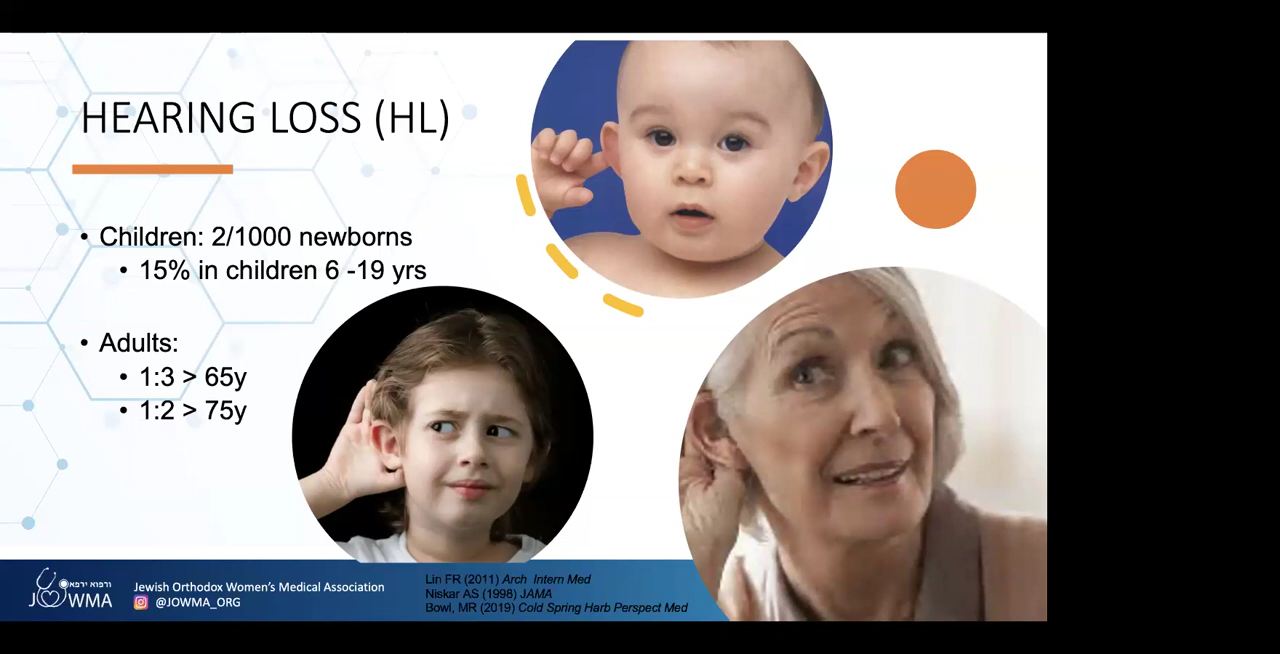 HEARING LOSS (HL)
• Children: 2/1000 newborns
• 15% in children 6 -19 yrs
• Adults:
• 1:3 > 65y
• 1:2 > 75y
ורפוא ירפא
JOWMA
Jewish Orthodox Women's Medical Association
@JOWMA_ORG
Lin FR (2011) Arch Intern Med
Niskar AS (1998) JAMA
Bowl, MR (2019) Cold Spring Harb Perspect Med